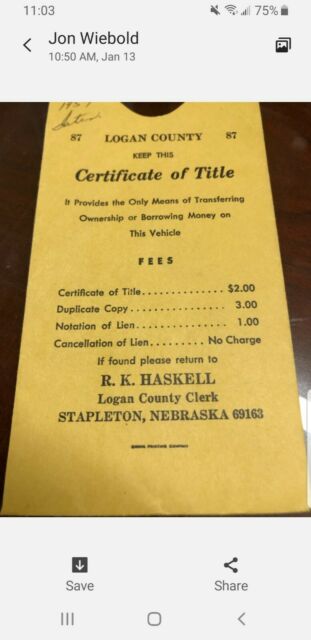 11:03
75%
Jon Wiebold
10:50 AM, Jan 13
87 LOGAN COUNTY 87
KEEP THIS
Certificate of Title
It Provides the Only Means of Transferring
Ownership or Borrowing Money on
This Vehicle
FEES
Certificate of Title............. $2.00
Duplicate Copy............... 3.00
Notation of Lien............. 1.00
Cancellation of Lien........ No Charge
If found please return to
R. K. HASKELL
Logan County Clerk
STAPLETON, NEBRASKA 69163
PRINTING COMPANY
Save
Share